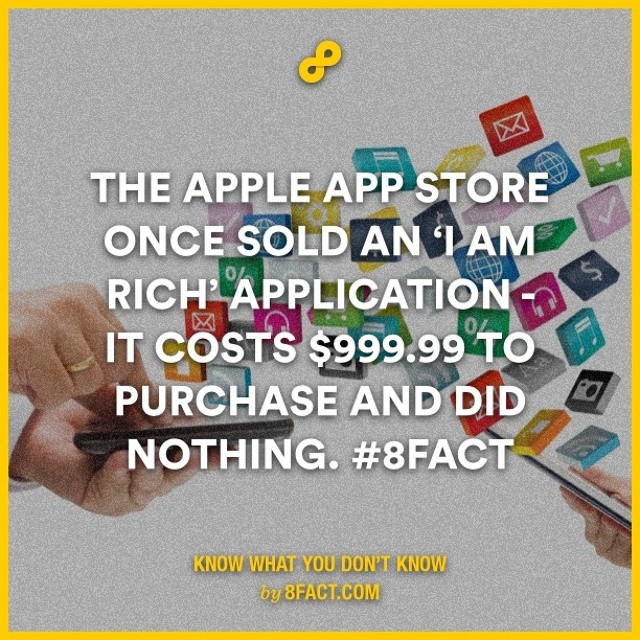 THE APPLE APP STORE
ONCE SOLD AN ‘I AM
RICH’ APPLICATION -
IT COSTS $999.99 TO
PURCHASE AND DID
NOTHING. #8FACT
KNOW WHAT YOU DON'T KNOW
by 8FACT.COM